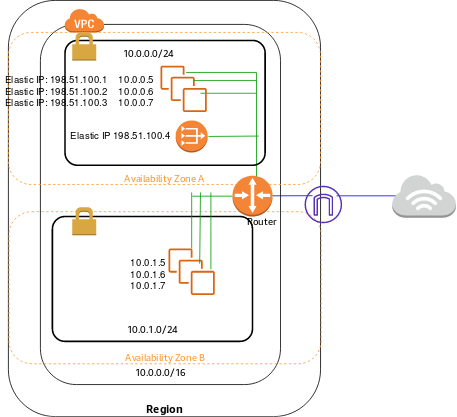 VPC
10.0.0.0/24
Elastic IP: 198.51.100.1 10.0.0.5
Elastic IP: 198.51.100.2 10.0.0.6
Elastic IP: 198.51.100.3 10.0.0.7
Elastic IP 198.51.100.4
Availability Zone A
Router
10.0.1.5
10.0.1.6
10.0.1.7
10.0.1.0/24
Availability Zone B
10.0.0.0/16
Region